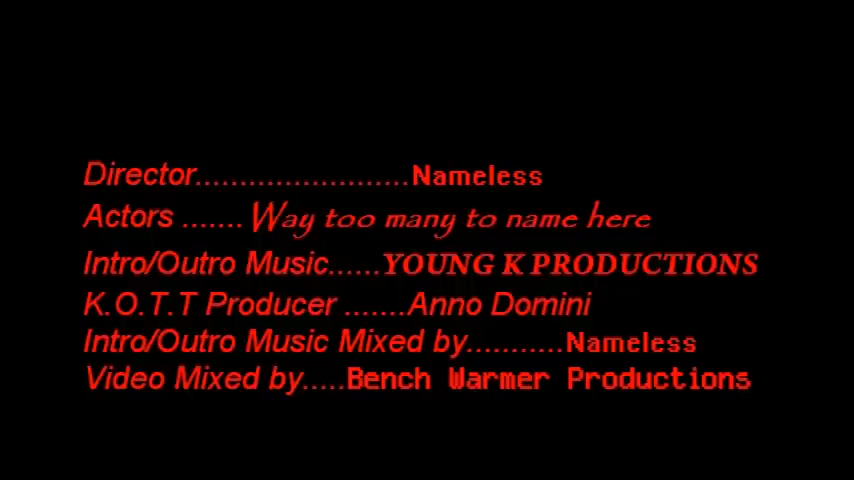 Director........................Nameless
Actors .......Way too many to name here
Intro/Outro Music......YOUNG K PRODUCTIONS
K.O.T.T Producer .......Anno Domini
Intro/Outro Music Mixed by...........Nameless
Video Mixed by.....Bench Warmer Productions